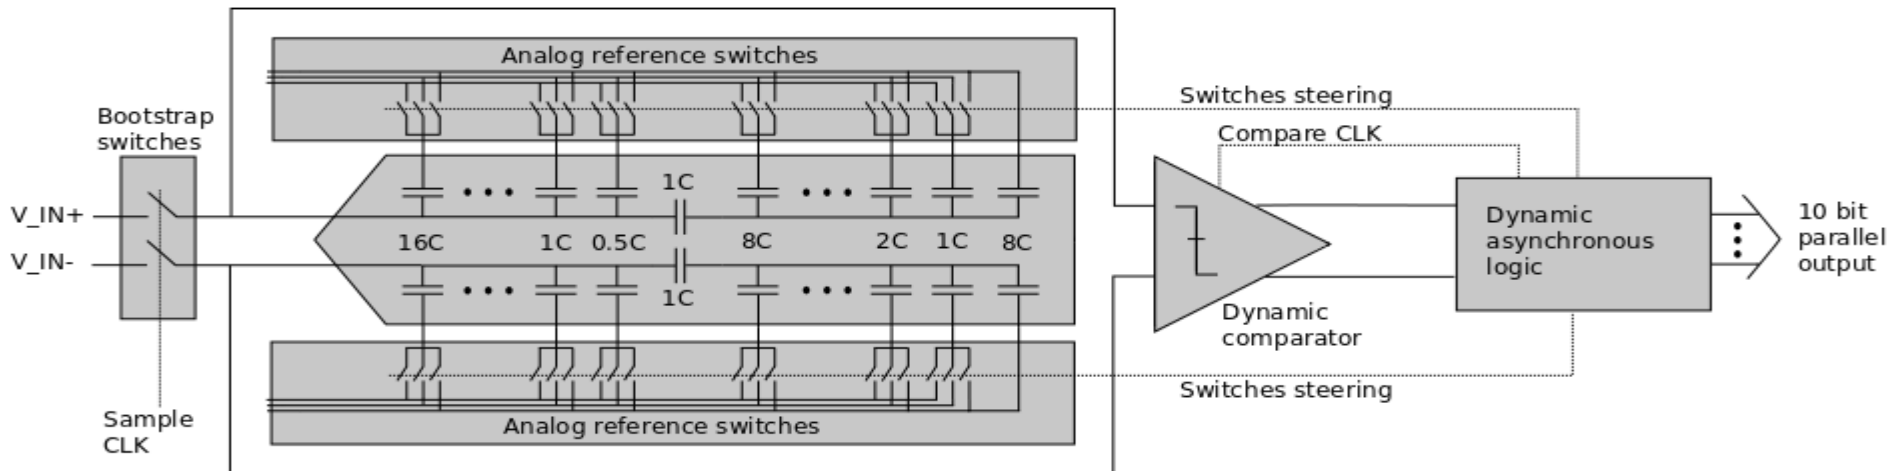 Analog reference switches
Bootstrap
switches
V_IN+
V_IN-
Sample
CLK
1C
16C
1C
0.5C
8C
2C
1C
8C
1C
Analog reference switches
Switches steering
Compare CLK
Dynamic
comparator
Switches steering
Dynamic
asynchronous
logic
10 bit
parallel
output